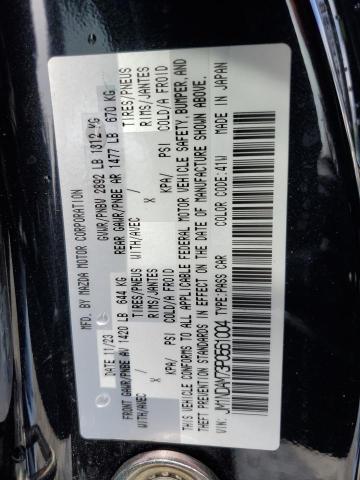 MFD. BY MAZDA MOTOR CORPORATION
DATE: 11/23 GVWR/PNBV 2892 LB 1312 KG
FRONT GAWR/PNBE AV 1420 LB 644 KG REAR GAWR/PNBE AR 1477 LB 670 KG
WITH/AVEC / TIRES/PNEUS WITH/AVEC / TIRES/PNEUS
X RIMS/JANTES X RIMS/JANTES
KPA/ PSI COLD/A FROID KPA/ PSI COLD/A FROID
THIS VEHICLE CONFORMS TO ALL APPLICABLE FEDERAL MOTOR VEHICLE SAFETY, BUMPER, AND
THEFT PREVENTION STANDARDS IN EFFECT ON THE DATE OF MANUFACTURE SHOWN ABOVE.
MADE IN JAPAN
TYPE:PASS CAR COLOR CODE:41W